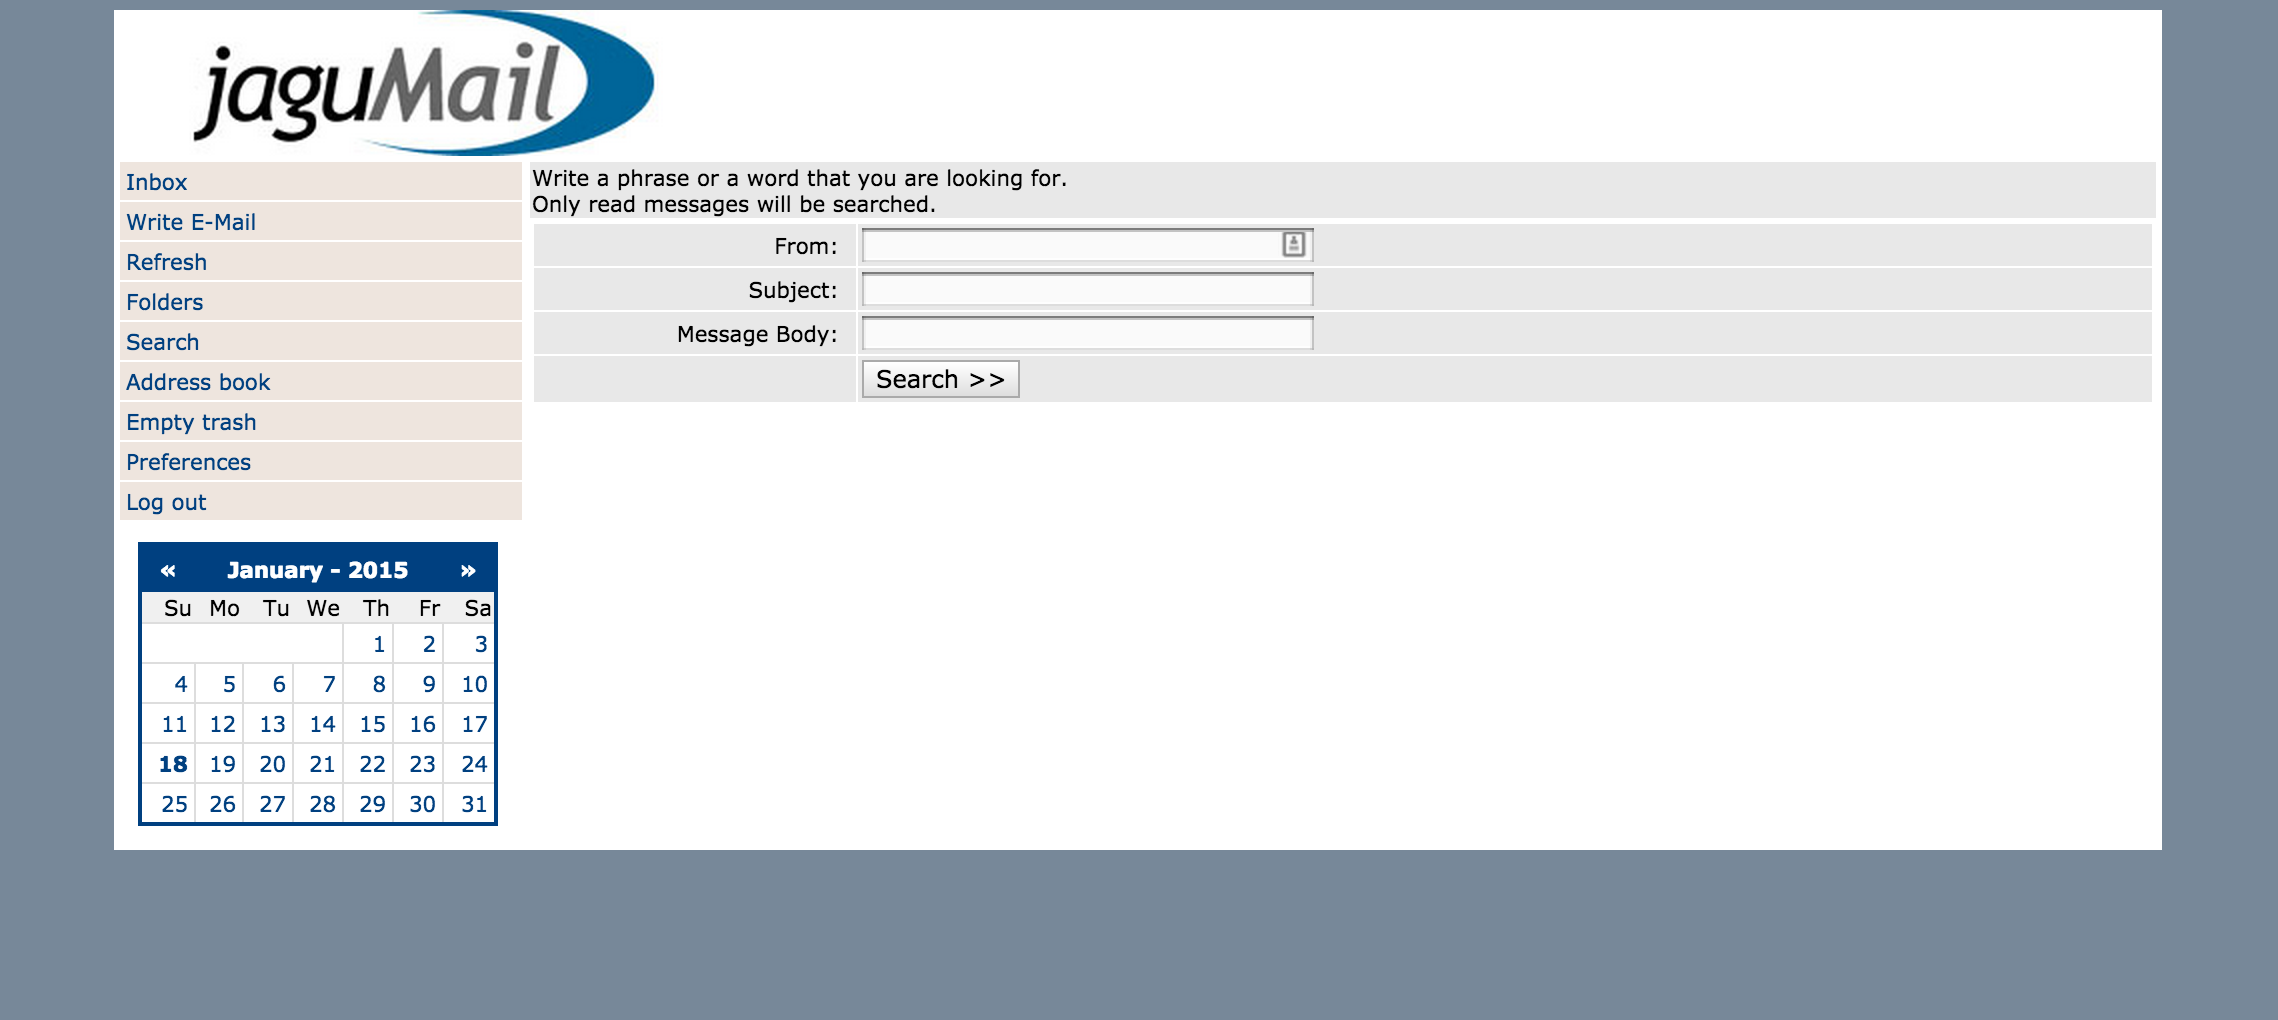 jaguMail
Inbox
Write E-Mail
Refresh
Folders
Search
Address book
Empty trash
Preferences
Log out
« January - 2015 »
Su Mo Tu We Th Fr Sa
1 2 3
4 5 6 7 8 9 10
11 12 13 14 15 16 17
18 19 20 21 22 23 24
25 26 27 28 29 30 31
Write a phrase or a word that you are looking for.
Only read messages will be searched.
From:
Subject:
Message Body:
Search >>